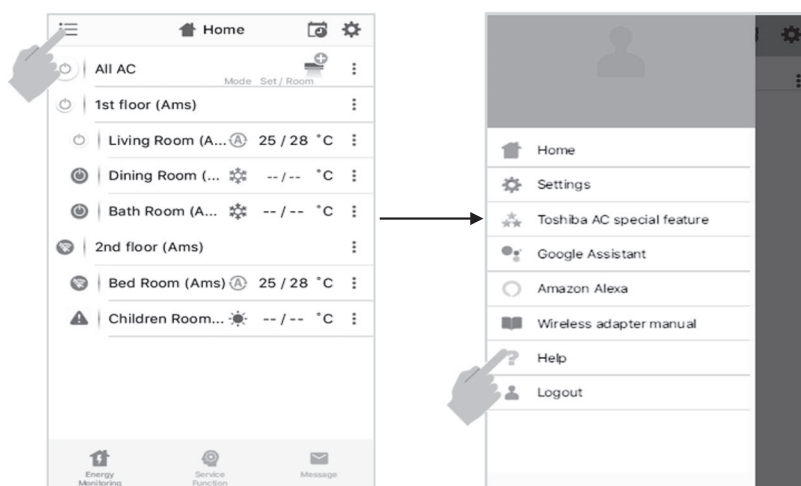 Home
All AC
Mode Set / Room
1st floor (Ams)
Living Room (A... A 25 / 28 °C
Dining Room (... -- / -- °C
Bath Room (A... -- / -- °C
2nd floor (Ams)
Bed Room (Ams) A 25 / 28 °C
Children Room... -- / -- °C
Energy Monitoring
Service Function
Message
Home
Settings
Toshiba AC special feature
Google Assistant
Amazon Alexa
Wireless adapter manual
? Help
Logout